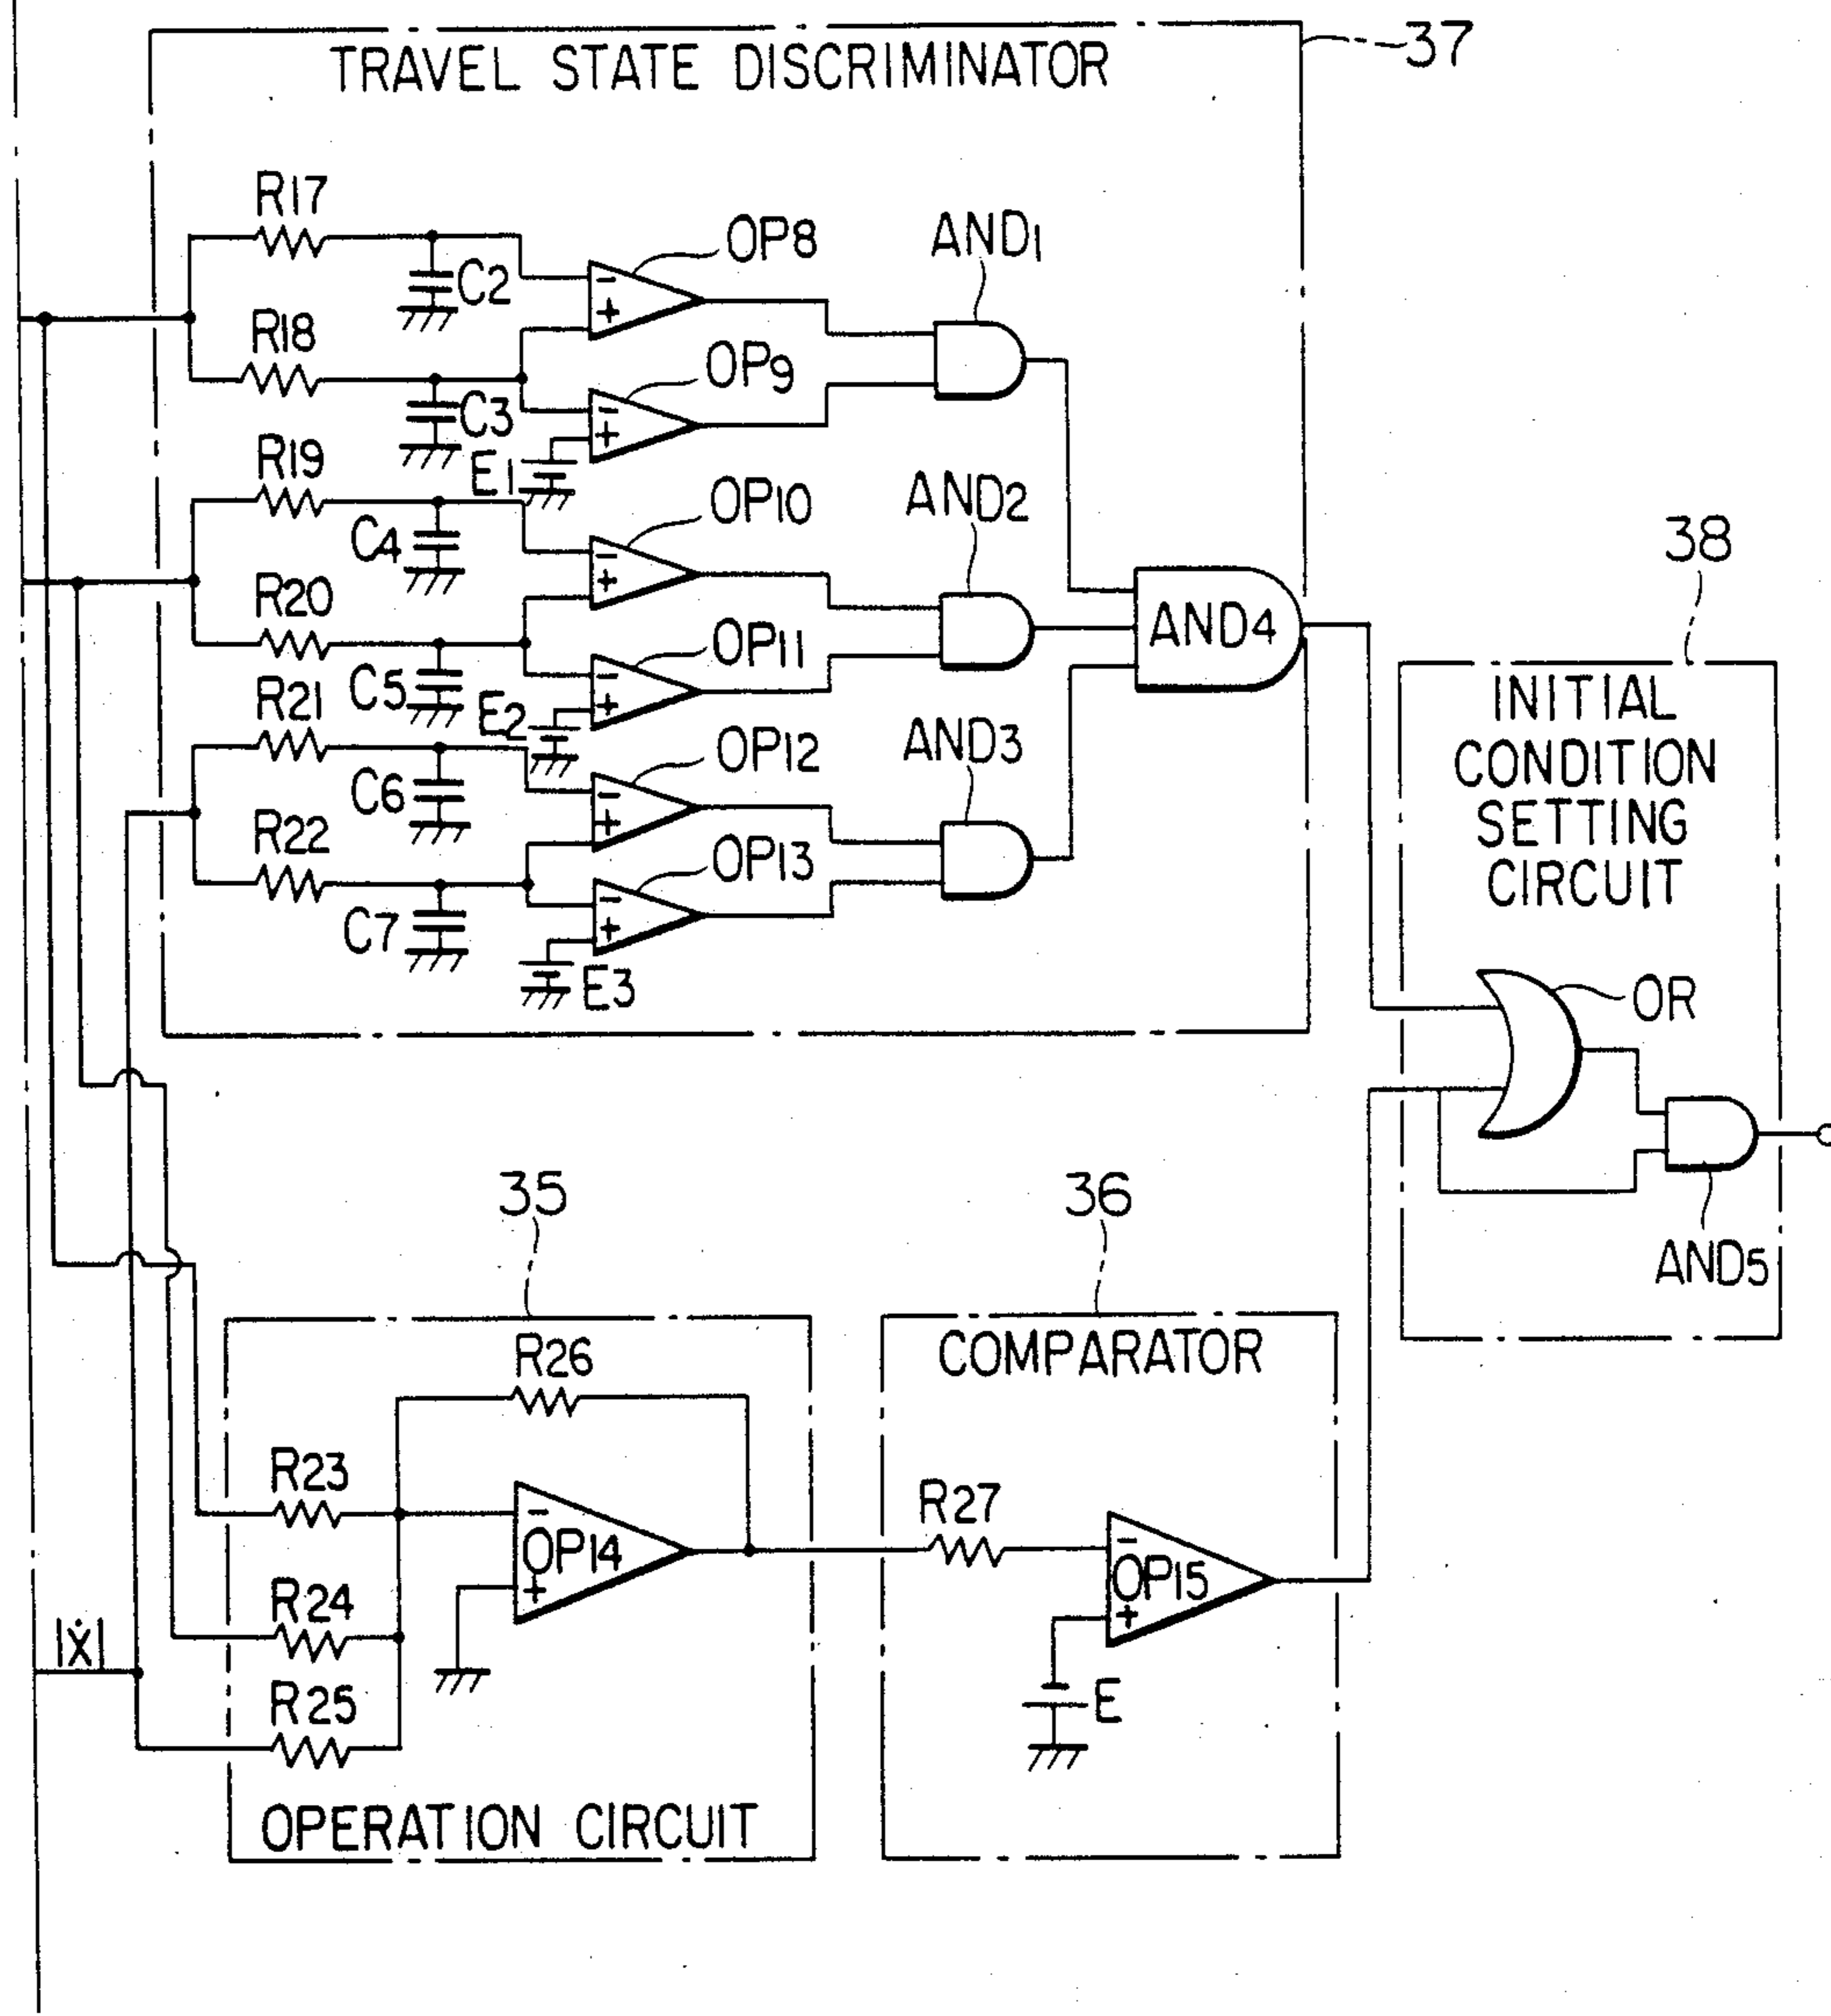 TRAVEL STATE DISCRIMINATOR
37
R17
C2
OP8
AND1
R18
C3
OP9
E1
R19
C4
OP10
AND2
R20
C5
OP11
E2
AND4
38
R21
C6
OP12
AND3
R22
C7
OP13
E3
INITIAL
CONDITION
SETTING
CIRCUIT
OR
AND5
35
36
R26
COMPARATOR
R23
OP14
R27
OP15
R24
|ẋ|
R25
E
OPERATION CIRCUIT
- + - + - + - + - + - + - + - +